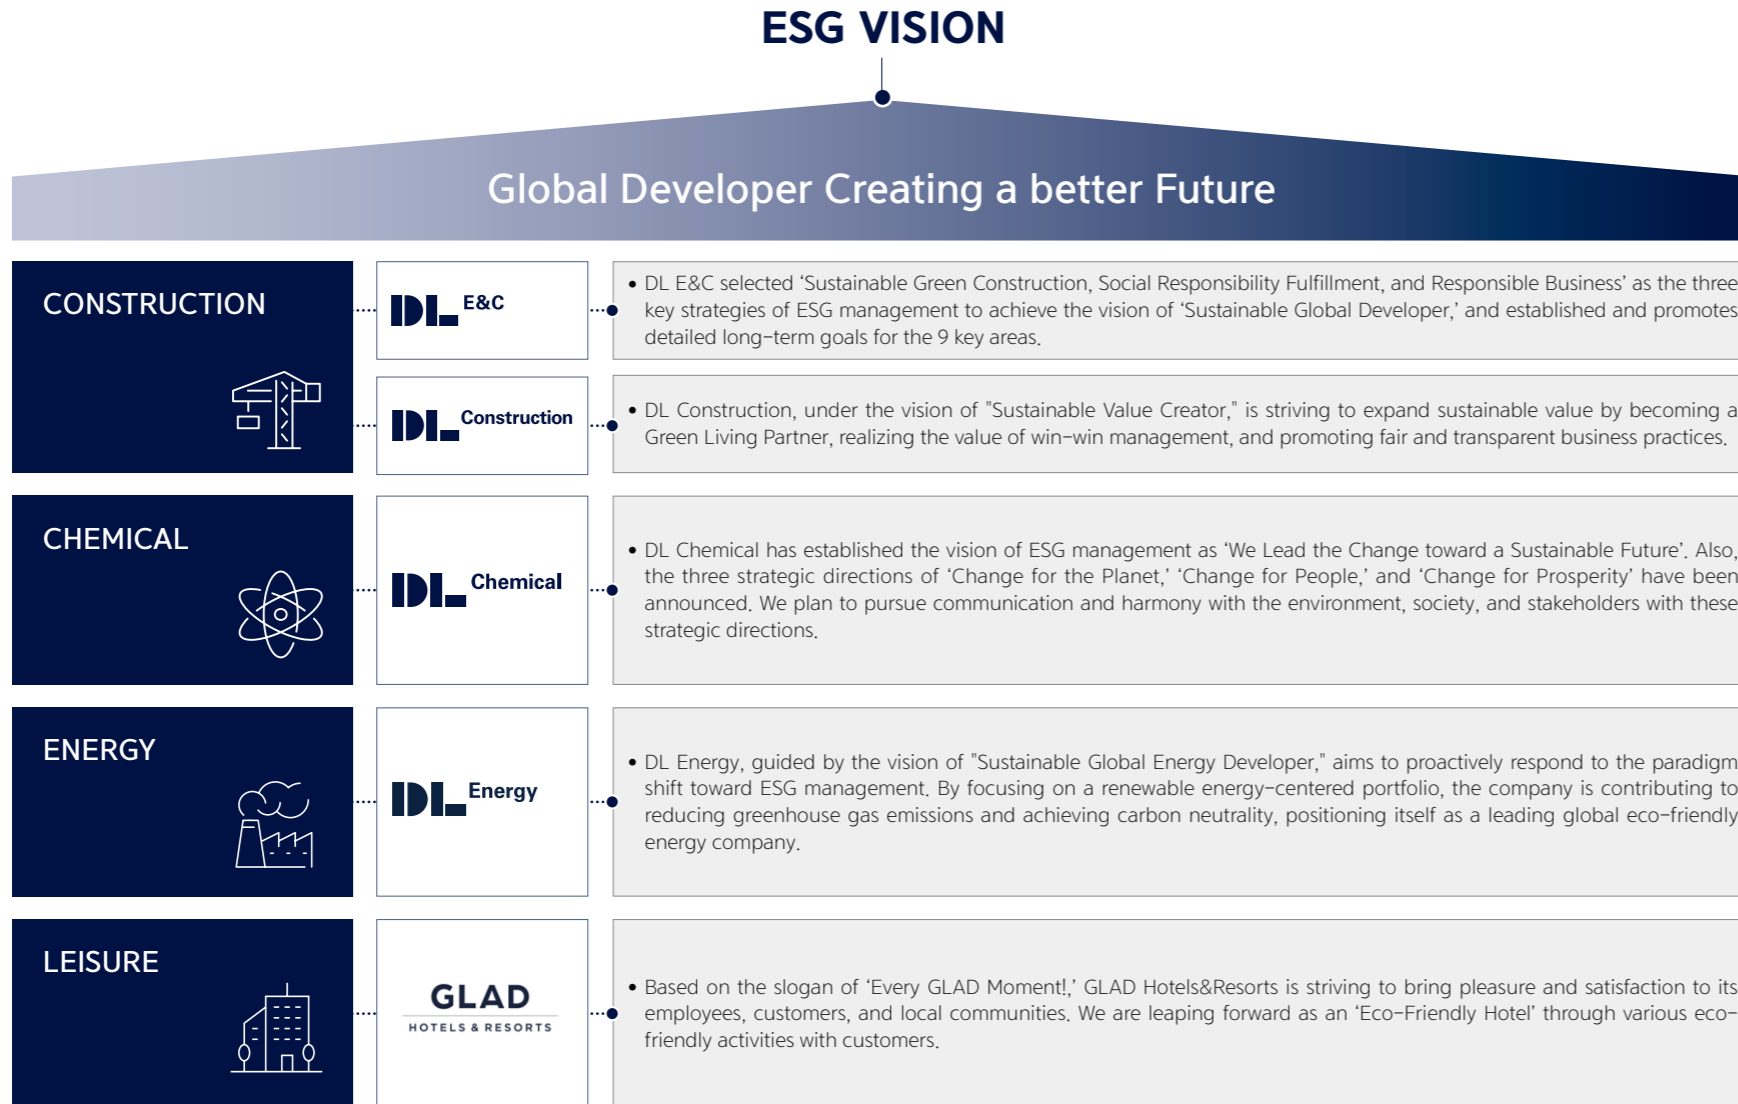 ESG VISION
Global Developer Creating a better Future
CONSTRUCTION
DL E&C
• DL E&C selected ‘Sustainable Green Construction, Social Responsibility Fulfillment, and Responsible Business’ as the three
key strategies of ESG management to achieve the vision of ‘Sustainable Global Developer,’ and established and promotes
detailed long-term goals for the 9 key areas.
DL Construction
• DL Construction, under the vision of "Sustainable Value Creator," is striving to expand sustainable value by becoming a
Green Living Partner, realizing the value of win-win management, and promoting fair and transparent business practices.
CHEMICAL
DL Chemical
• DL Chemical has established the vision of ESG management as ‘We Lead the Change toward a Sustainable Future’. Also,
the three strategic directions of ‘Change for the Planet,’ ‘Change for People,’ and ‘Change for Prosperity’ have been
announced. We plan to pursue communication and harmony with the environment, society, and stakeholders with these
strategic directions.
ENERGY
DL Energy
• DL Energy, guided by the vision of "Sustainable Global Energy Developer," aims to proactively respond to the paradigm
shift toward ESG management. By focusing on a renewable energy-centered portfolio, the company is contributing to
reducing greenhouse gas emissions and achieving carbon neutrality, positioning itself as a leading global eco-friendly
energy company.
LEISURE
GLAD
HOTELS & RESORTS
• Based on the slogan of ‘Every GLAD Moment!,’ GLAD Hotels&Resorts is striving to bring pleasure and satisfaction to its
employees, customers, and local communities. We are leaping forward as an ‘Eco-Friendly Hotel’ through various eco-
friendly activities with customers.